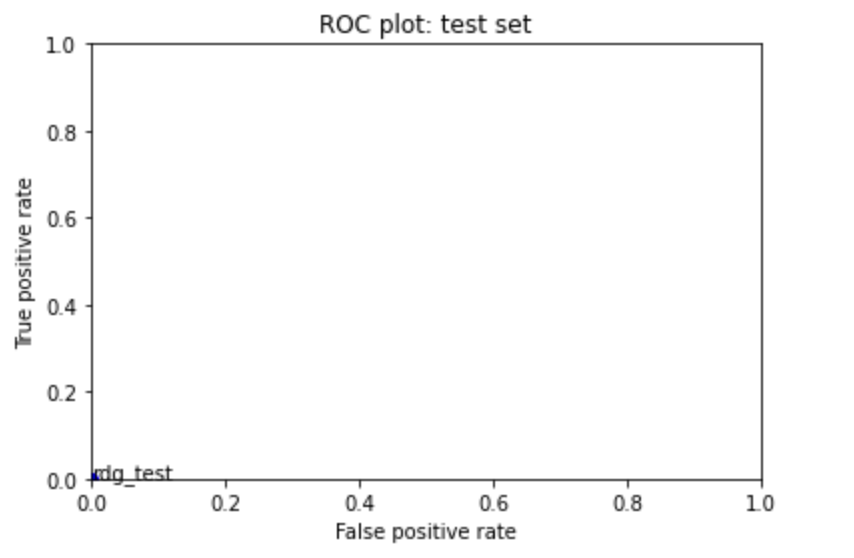 ROC plot: test set
True positive rate
1.0
0.8
0.6
0.4
0.2
0.0
rdg_test
0.0 0.2 0.4 0.6 0.8 1.0
False positive rate